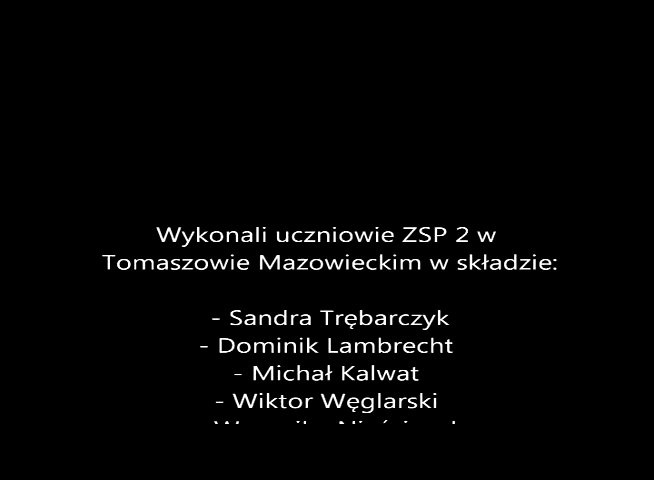 Wykonali uczniowie ZSP 2 w
Tomaszowie Mazowieckim w składzie:
- Sandra Trębarczyk
- Dominik Lambrecht
- Michał Kalwat
- Wiktor Węglarski